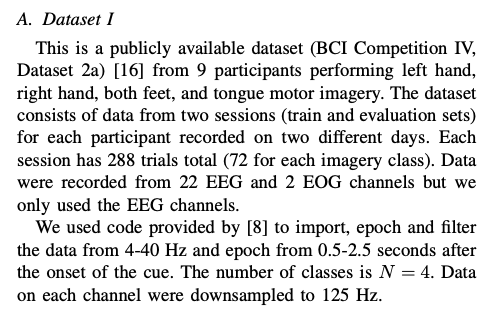 A. Dataset I
This is a publicly available dataset (BCI Competition IV,
Dataset 2a) [16] from 9 participants performing left hand,
right hand, both feet, and tongue motor imagery. The dataset
consists of data from two sessions (train and evaluation sets)
for each participant recorded on two different days. Each
session has 288 trials total (72 for each imagery class). Data
were recorded from 22 EEG and 2 EOG channels but we
only used the EEG channels.
We used code provided by [8] to import, epoch and filter
the data from 4-40 Hz and epoch from 0.5-2.5 seconds after
the onset of the cue. The number of classes is N = 4. Data
on each channel were downsampled to 125 Hz.